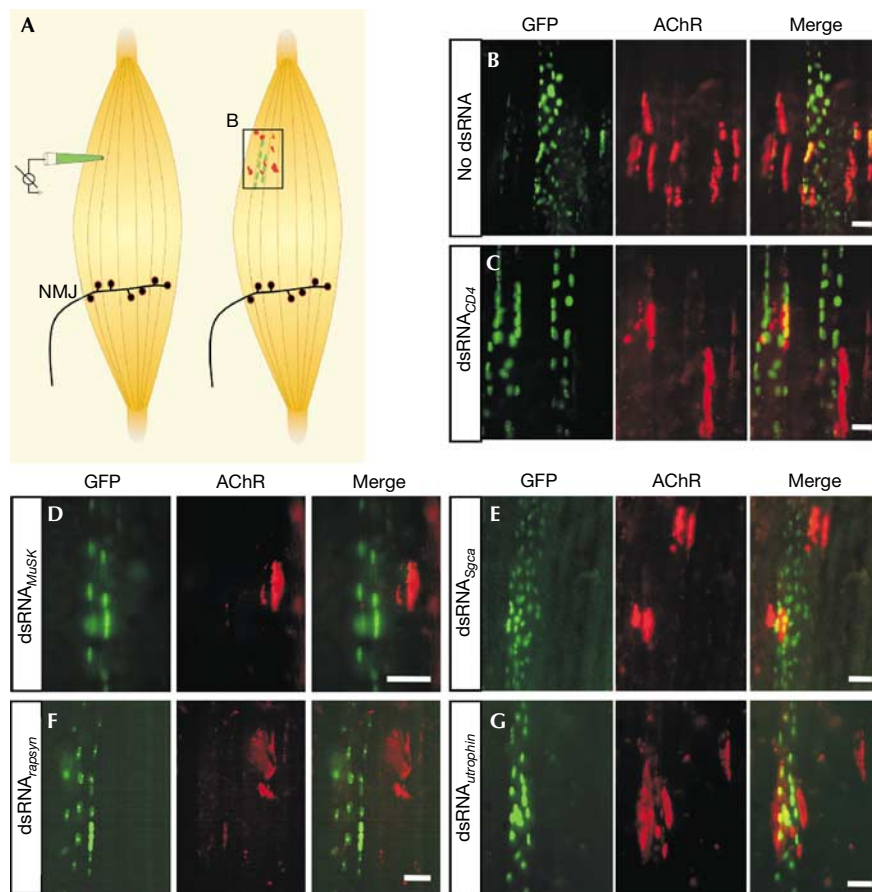 A
B
NMJ
GFP AChR Merge
B
No dsRNA
C
dsRNA_CD4
GFP AChR Merge
D
dsRNA_MuSK
F
dsRNA_rapsyn
GFP AChR Merge
E
dsRNA_Sgca
G
dsRNA_utrophin